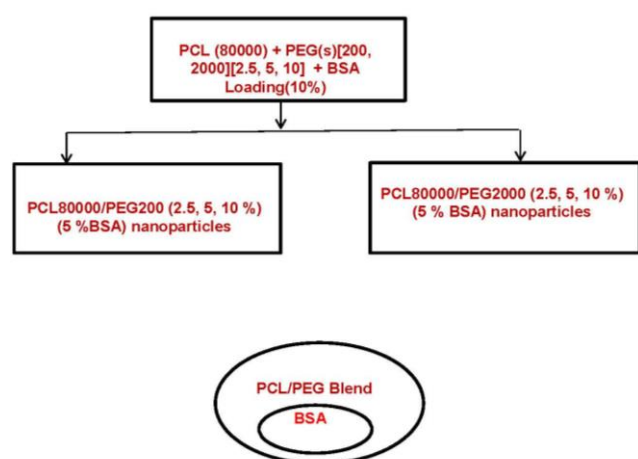 PCL (80000) + PEG(s)[200,
2000][2.5, 5, 10] + BSA
Loading(10%)
PCL80000/PEG200 (2.5, 5, 10 %)
(5 %BSA) nanoparticles
PCL80000/PEG2000 (2.5, 5, 10 %)
(5 % BSA) nanoparticles
PCL/PEG Blend
BSA